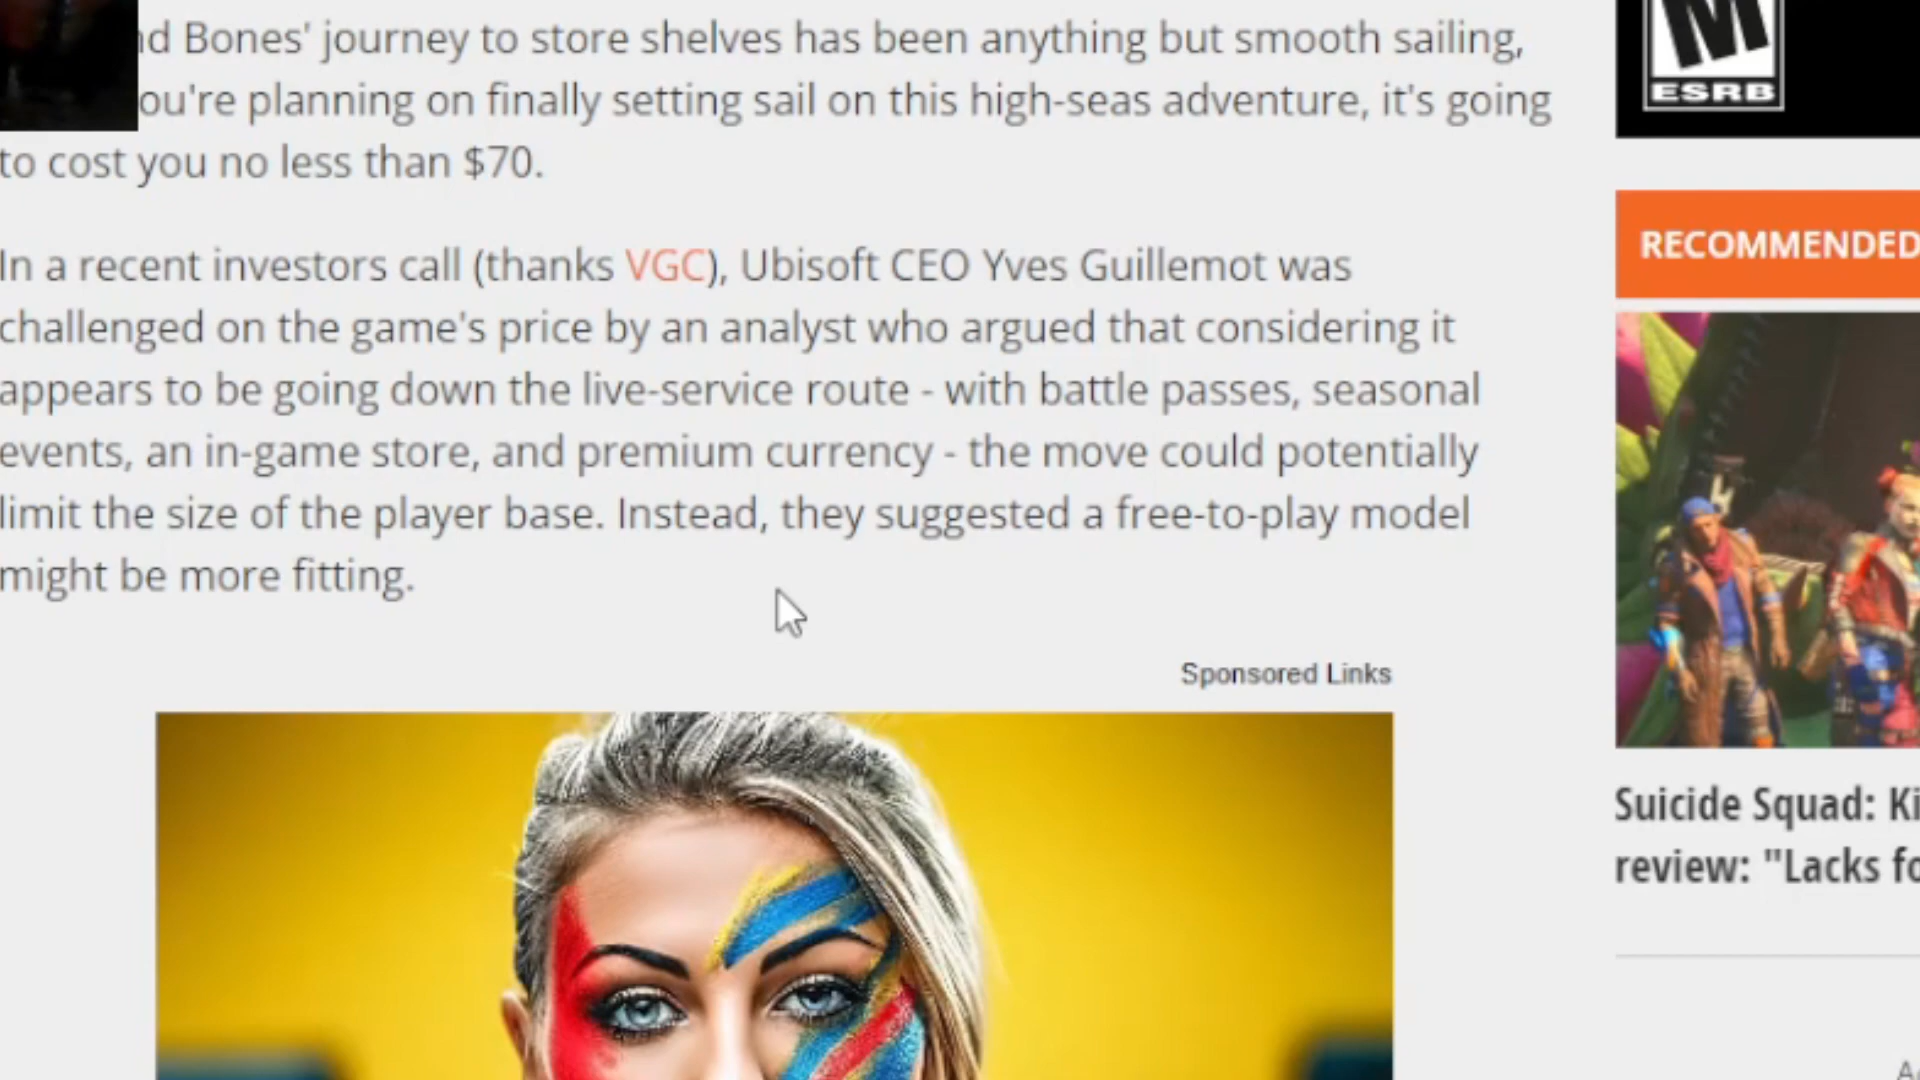 Bones' journey to store shelves has been anything but smooth sailing,
ou're planning on finally setting sail on this high-seas adventure, it's going
to cost you no less than $70.
In a recent investors call (thanks VGC), Ubisoft CEO Yves Guillemot was
challenged on the game's price by an analyst who argued that considering it
appears to be going down the live-service route - with battle passes, seasonal
events, an in-game store, and premium currency - the move could potentially
limit the size of the player base. Instead, they suggested a free-to-play model
might be more fitting.
Sponsored Links
M
ESRB
RECOMMENDED
Suicide Squad: Ki
review: "Lacks fo